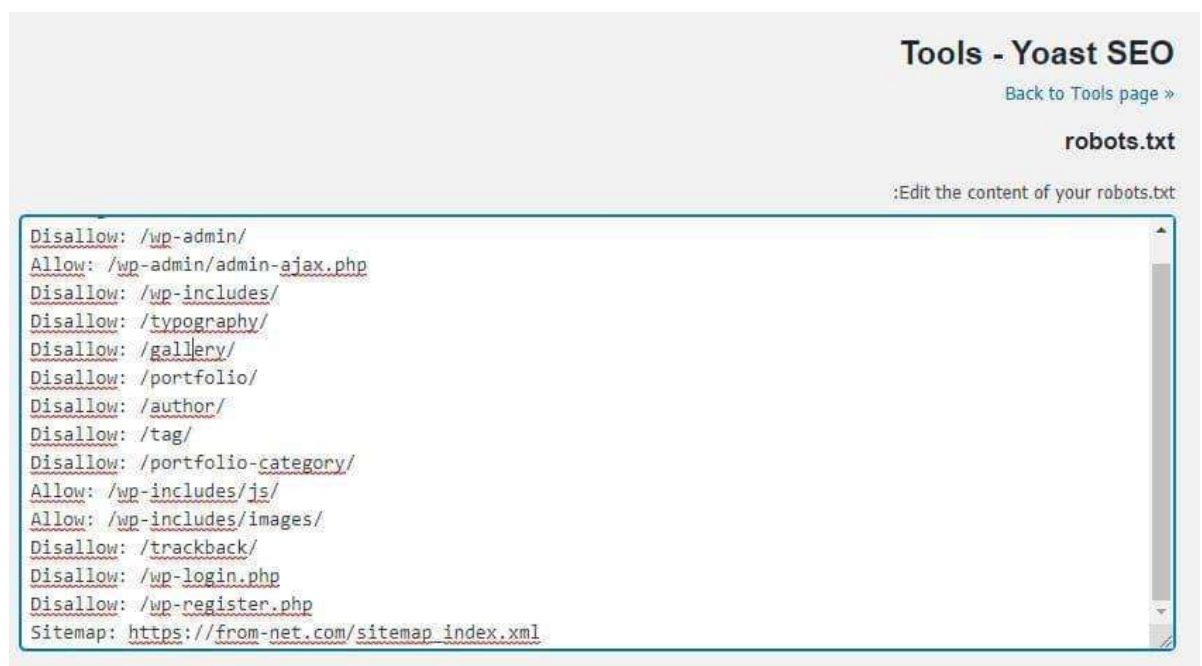 Tools - Yoast SEO
Back to Tools page »
robots.txt
:Edit the content of your robots.txt
Disallow: /wp-admin/
Allow: /wp-admin/admin-ajax.php
Disallow: /wp-includes/
Disallow: /typography/
Disallow: /gallery/
Disallow: /portfolio/
Disallow: /author/
Disallow: /tag/
Disallow: /portfolio-category/
Allow: /wp-includes/js/
Allow: /wp-includes/images/
Disallow: /trackback/
Disallow: /wp-login.php
Disallow: /wp-register.php
Sitemap: https://from-net.com/sitemap_index.xml